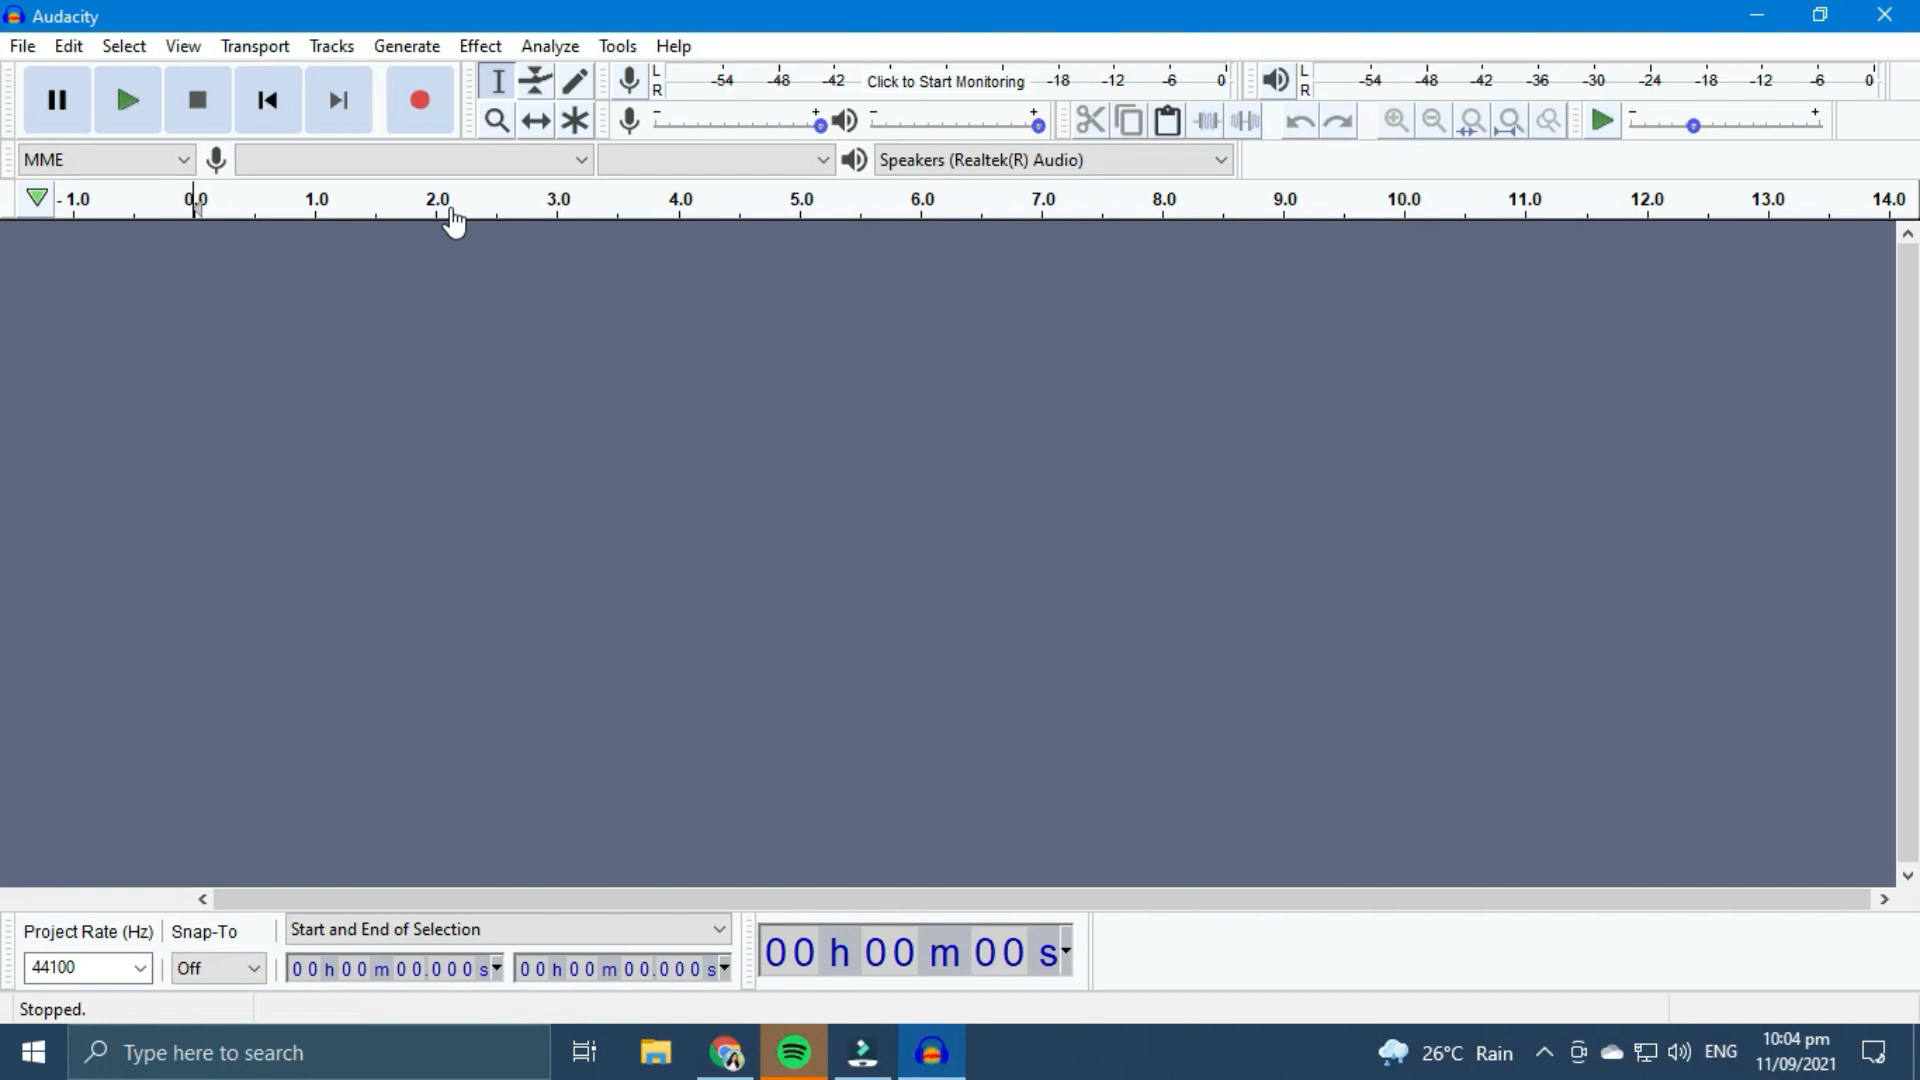 Audacity
File Edit Select View Transport Tracks Generate Effect Analyze Tools Help
L R -54 -48 -42 Click to Start Monitoring -18 -12 -6 0 L R -54 -48 -42 -36 -30 -24 -18 -12 -6 0
- + - + - +
MME Speakers (Realtek(R) Audio)
- 1.0 0.0 1.0 2.0 3.0 4.0 5.0 6.0 7.0 8.0 9.0 10.0 11.0 12.0 13.0 14.0
Project Rate (Hz) Snap-To Start and End of Selection
44100 Off 00 h 00 m 00.000 s 00 h 00 m 00.000 s 00 h 00 m 00 s
Stopped.
Type here to search 26°C Rain ENG 10:04 pm
11/09/2021